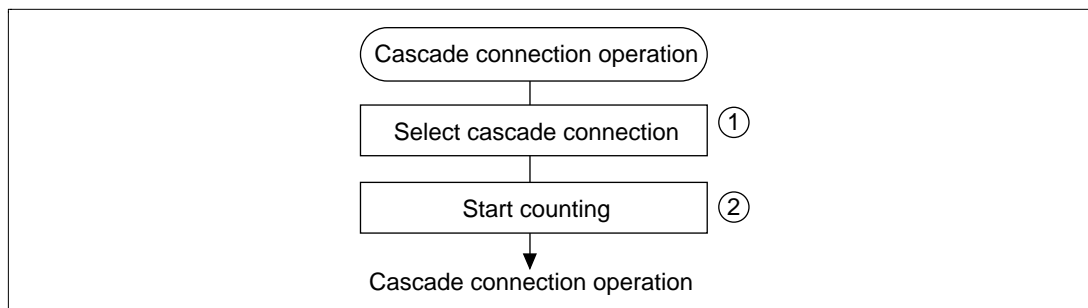 Cascade connection operation
Select cascade connection
1
Start counting
2
Cascade connection operation